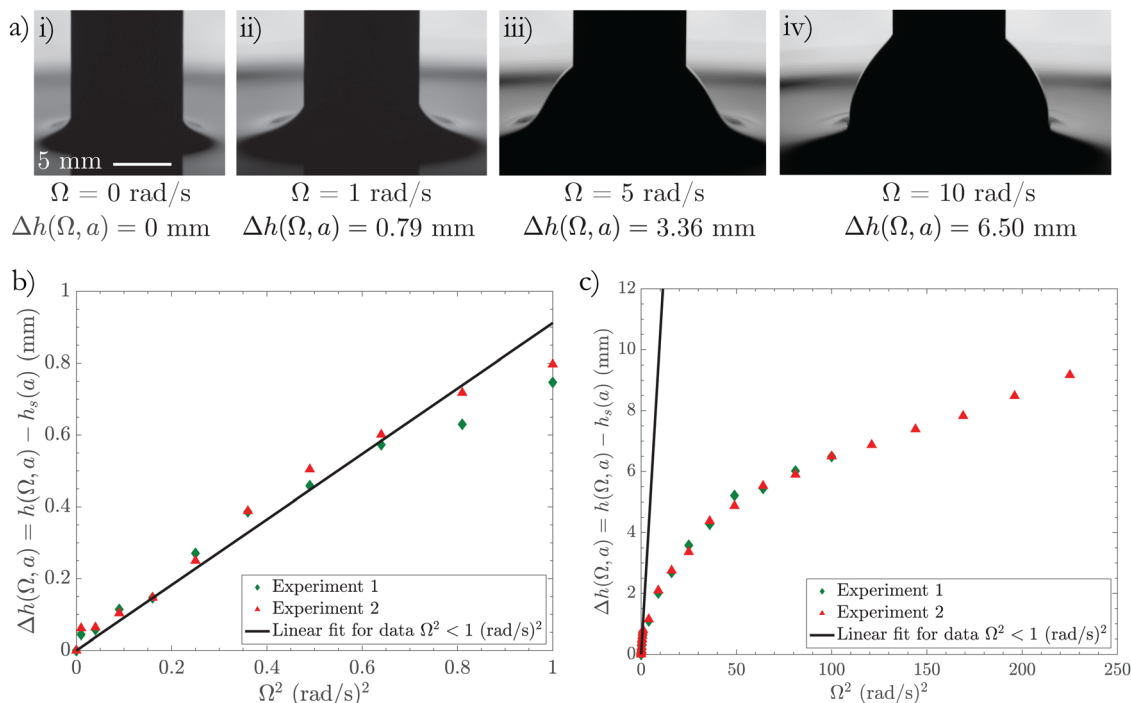 a) i) ii) iii) iv)
5 mm
Ω = 0 rad/s Ω = 1 rad/s Ω = 5 rad/s Ω = 10 rad/s
Δh(Ω, a) = 0 mm Δh(Ω, a) = 0.79 mm Δh(Ω, a) = 3.36 mm Δh(Ω, a) = 6.50 mm
b)
Δh(Ω, a) = h(Ω, a) − hₛ(a) (mm)
1
0.8
0.6
0.4
0.2
0
Experiment 1
Experiment 2
Linear fit for data Ω² < 1 (rad/s)²
0 0.2 0.4 0.6 0.8 1
Ω² (rad/s)²
c)
Δh(Ω, a) = h(Ω, a) − hₛ(a) (mm)
12
10
8
6
4
2
0
Experiment 1
Experiment 2
Linear fit for data Ω² < 1 (rad/s)²
0 50 100 150 200 250
Ω² (rad/s)²